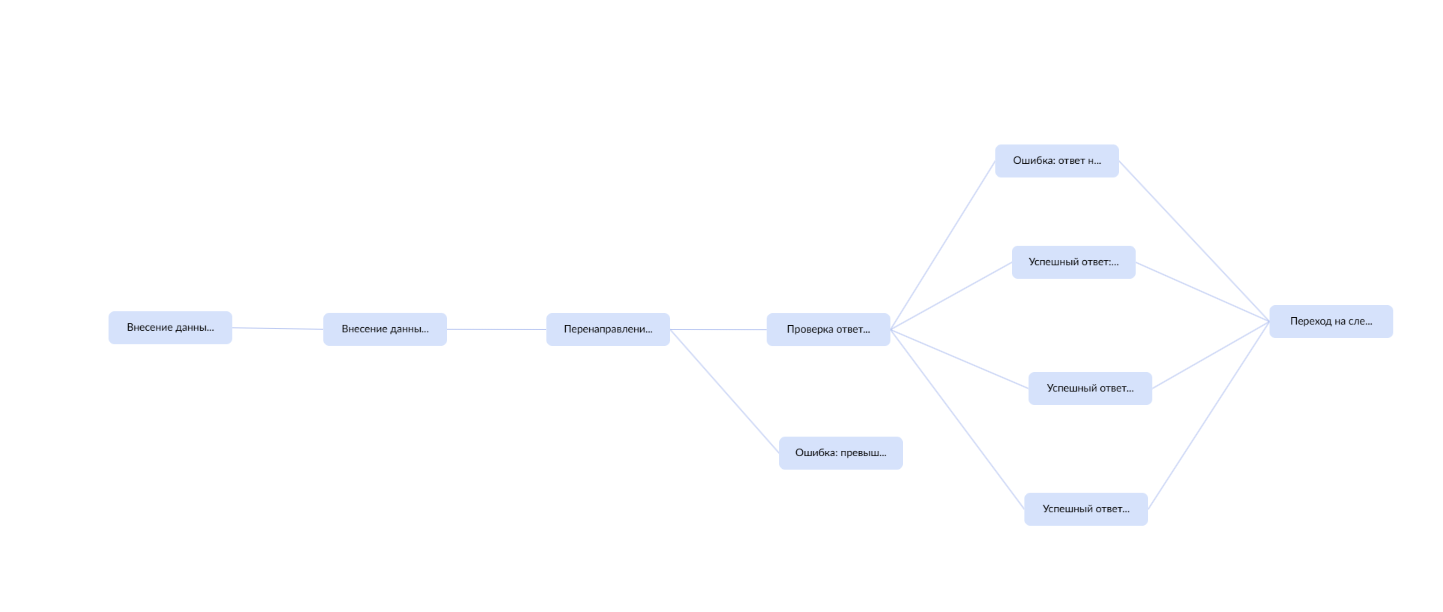 Ошибка: ответ н...
Успешный ответ:...
Внесение данны...
Внесение данны...
Перенаправлени...
Проверка ответ...
Переход на сле...
Успешный ответ...
Ошибка: превыш...
Успешный ответ...